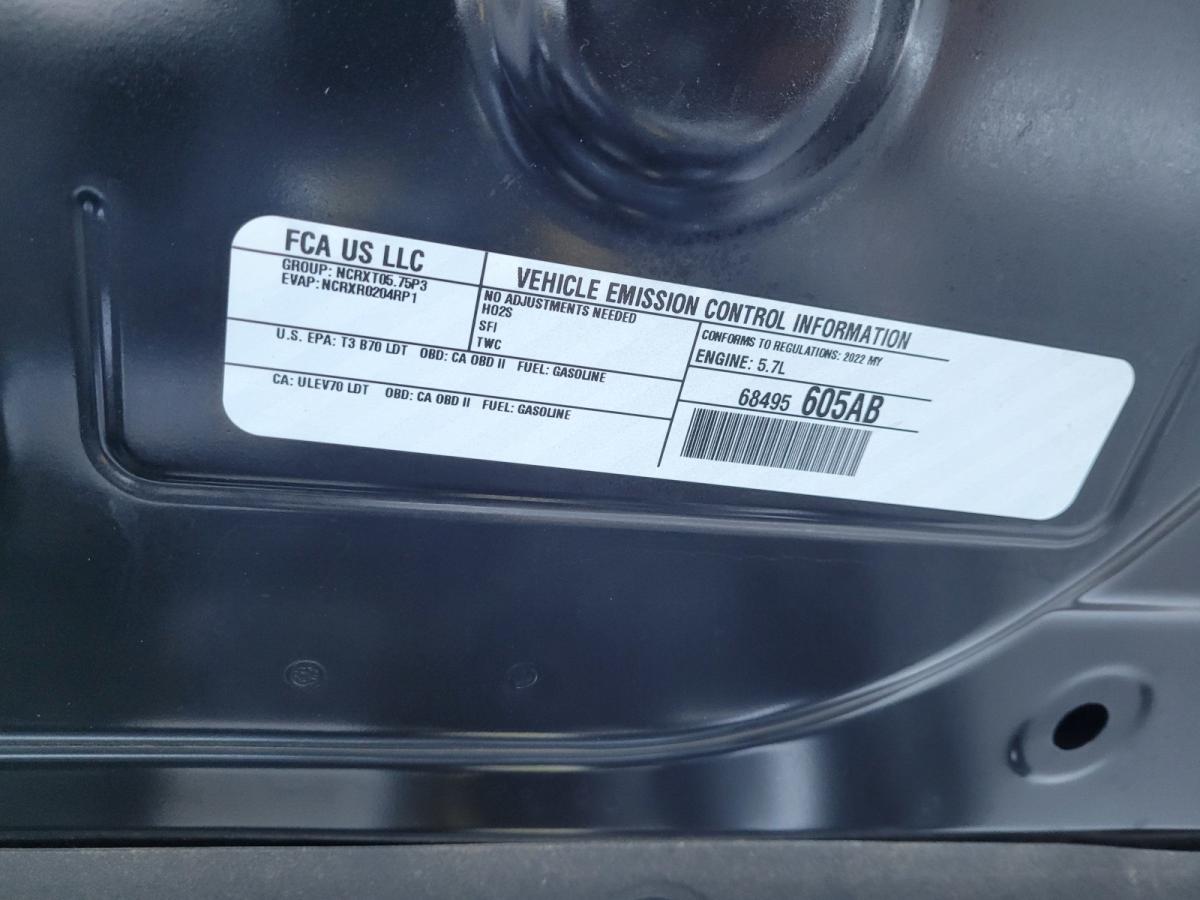 FCA US LLC
GROUP: NCRXT05.75P3
EVAP: NCRXR0204RP1
VEHICLE EMISSION CONTROL INFORMATION
NO ADJUSTMENTS NEEDED
HO2S
SFI
TWC
CONFORMS TO REGULATIONS: 2022 MY
ENGINE: 5.7L
U.S. EPA: T3 B70 LDT OBD: CA OBD II FUEL: GASOLINE
CA: ULEV70 LDT OBD: CA OBD II FUEL: GASOLINE
68495 605AB